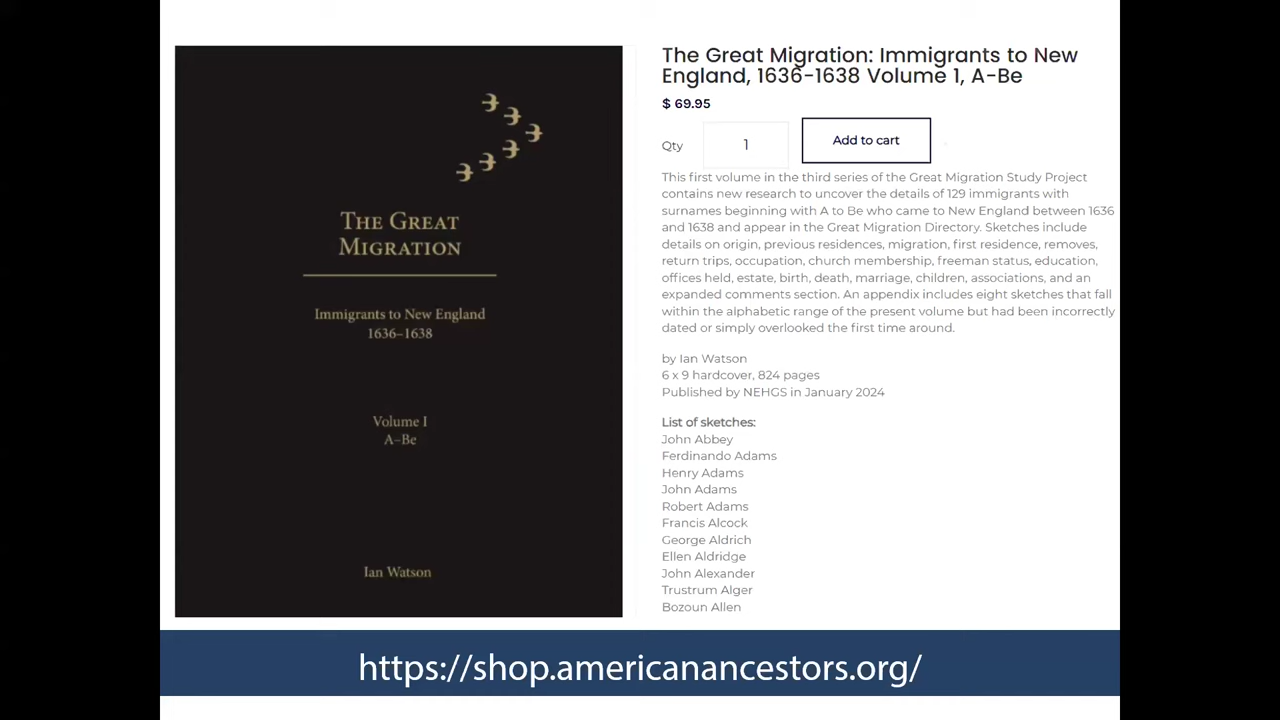 The Great
Migration
Immigrants to New England
1636–1638
Volume I
A–Be
Ian Watson
The Great Migration: Immigrants to New
England, 1636-1638 Volume 1, A-Be
$ 69.95
Qty
1
Add to cart
This first volume in the third series of the Great Migration Study Project
contains new research to uncover the details of 129 immigrants with
surnames beginning with A to Be who came to New England between 1636
and 1638 and appear in the Great Migration Directory. Sketches include
details on origin, previous residences, migration, first residence, removes,
return trips, occupation, church membership, freeman status, education,
offices held, estate, birth, death, marriage, children, associations, and an
expanded comments section. An appendix includes eight sketches that fall
within the alphabetic range of the present volume but had been incorrectly
dated or simply overlooked the first time around.
by Ian Watson
6 x 9 hardcover, 824 pages
Published by NEHGS in January 2024
List of sketches:
John Abbey
Ferdinando Adams
Henry Adams
John Adams
Robert Adams
Francis Alcock
George Aldrich
Ellen Aldridge
John Alexander
Trustrum Alger
Bozoun Allen
https://shop.americanancestors.org/